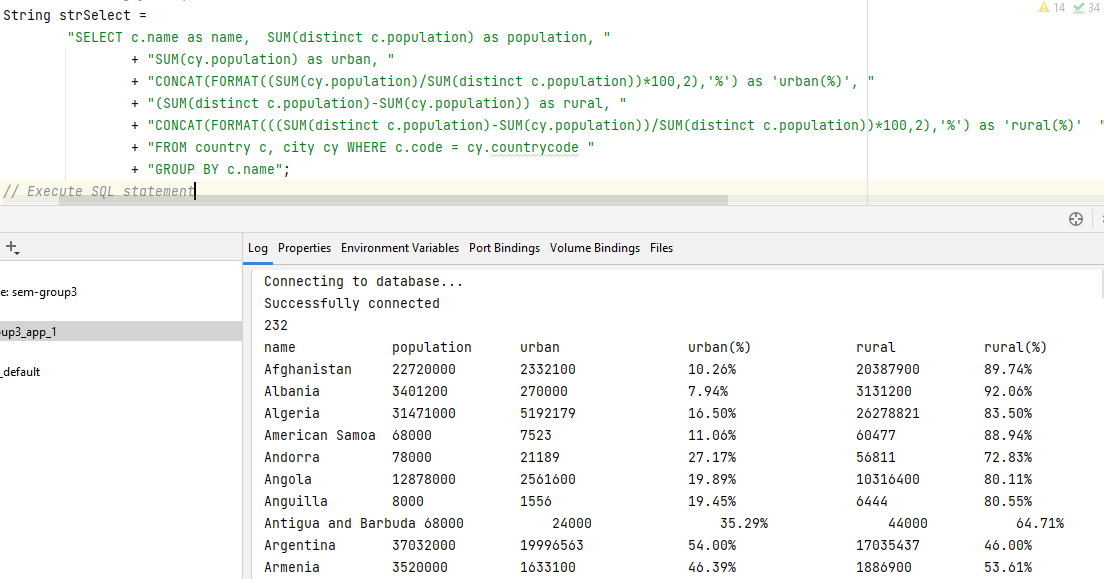 String strSelect =
"SELECT c.name as name,  SUM(distinct c.population) as population, "
+ "SUM(cy.population) as urban, "
+ "CONCAT(FORMAT((SUM(cy.population)/SUM(distinct c.population))*100,2),'%') as 'urban(%)', "
+ "(SUM(distinct c.population)-SUM(cy.population)) as rural, "
+ "CONCAT(FORMAT(((SUM(distinct c.population)-SUM(cy.population))/SUM(distinct c.population))*100,2),'%') as 'rural(%)'  "
+ "FROM country c, city cy WHERE c.code = cy.countrycode "
+ "GROUP BY c.name";
// Execute SQL statement
14 34
Log Properties Environment Variables Port Bindings Volume Bindings Files
e: sem-group3
up3_app_1
_default
Connecting to database...
Successfully connected
232
name population urban urban(%) rural rural(%)
Afghanistan 22720000 2332100 10.26% 20387900 89.74%
Albania 3401200 270000 7.94% 3131200 92.06%
Algeria 31471000 5192179 16.50% 26278821 83.50%
American Samoa 68000 7523 11.06% 60477 88.94%
Andorra 78000 21189 27.17% 56811 72.83%
Angola 12878000 2561600 19.89% 10316400 80.11%
Anguilla 8000 1556 19.45% 6444 80.55%
Antigua and Barbuda 68000 24000 35.29% 44000 64.71%
Argentina 37032000 19996563 54.00% 17035437 46.00%
Armenia 3520000 1633100 46.39% 1886900 53.61%